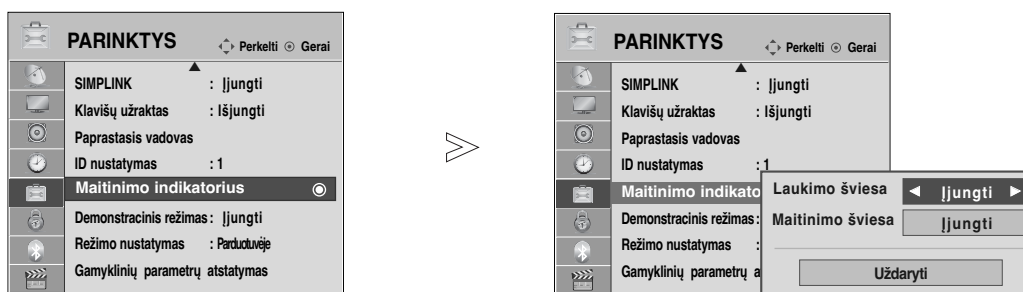 PARINKTYS Perkelti Gerai
SIMPLINK : Įjungti
Klavišų užraktas : Išjungti
Paprastasis vadovas
ID nustatymas : 1
Maitinimo indikatorius
Demonstracinis režimas : Įjungti
Režimo nustatymas : Parduotuvėje
Gamyklinių parametrų atstatymas
PARINKTYS Perkelti Gerai
SIMPLINK : Įjungti
Klavišų užraktas : Išjungti
Paprastasis vadovas
ID nustatymas : 1
Maitinimo indikato
Demonstracinis režimas :
Režimo nustatymas :
Gamyklinių parametrų a
Laukimo šviesa Įjungti
Maitinimo šviesa Įjungti
Uždaryti